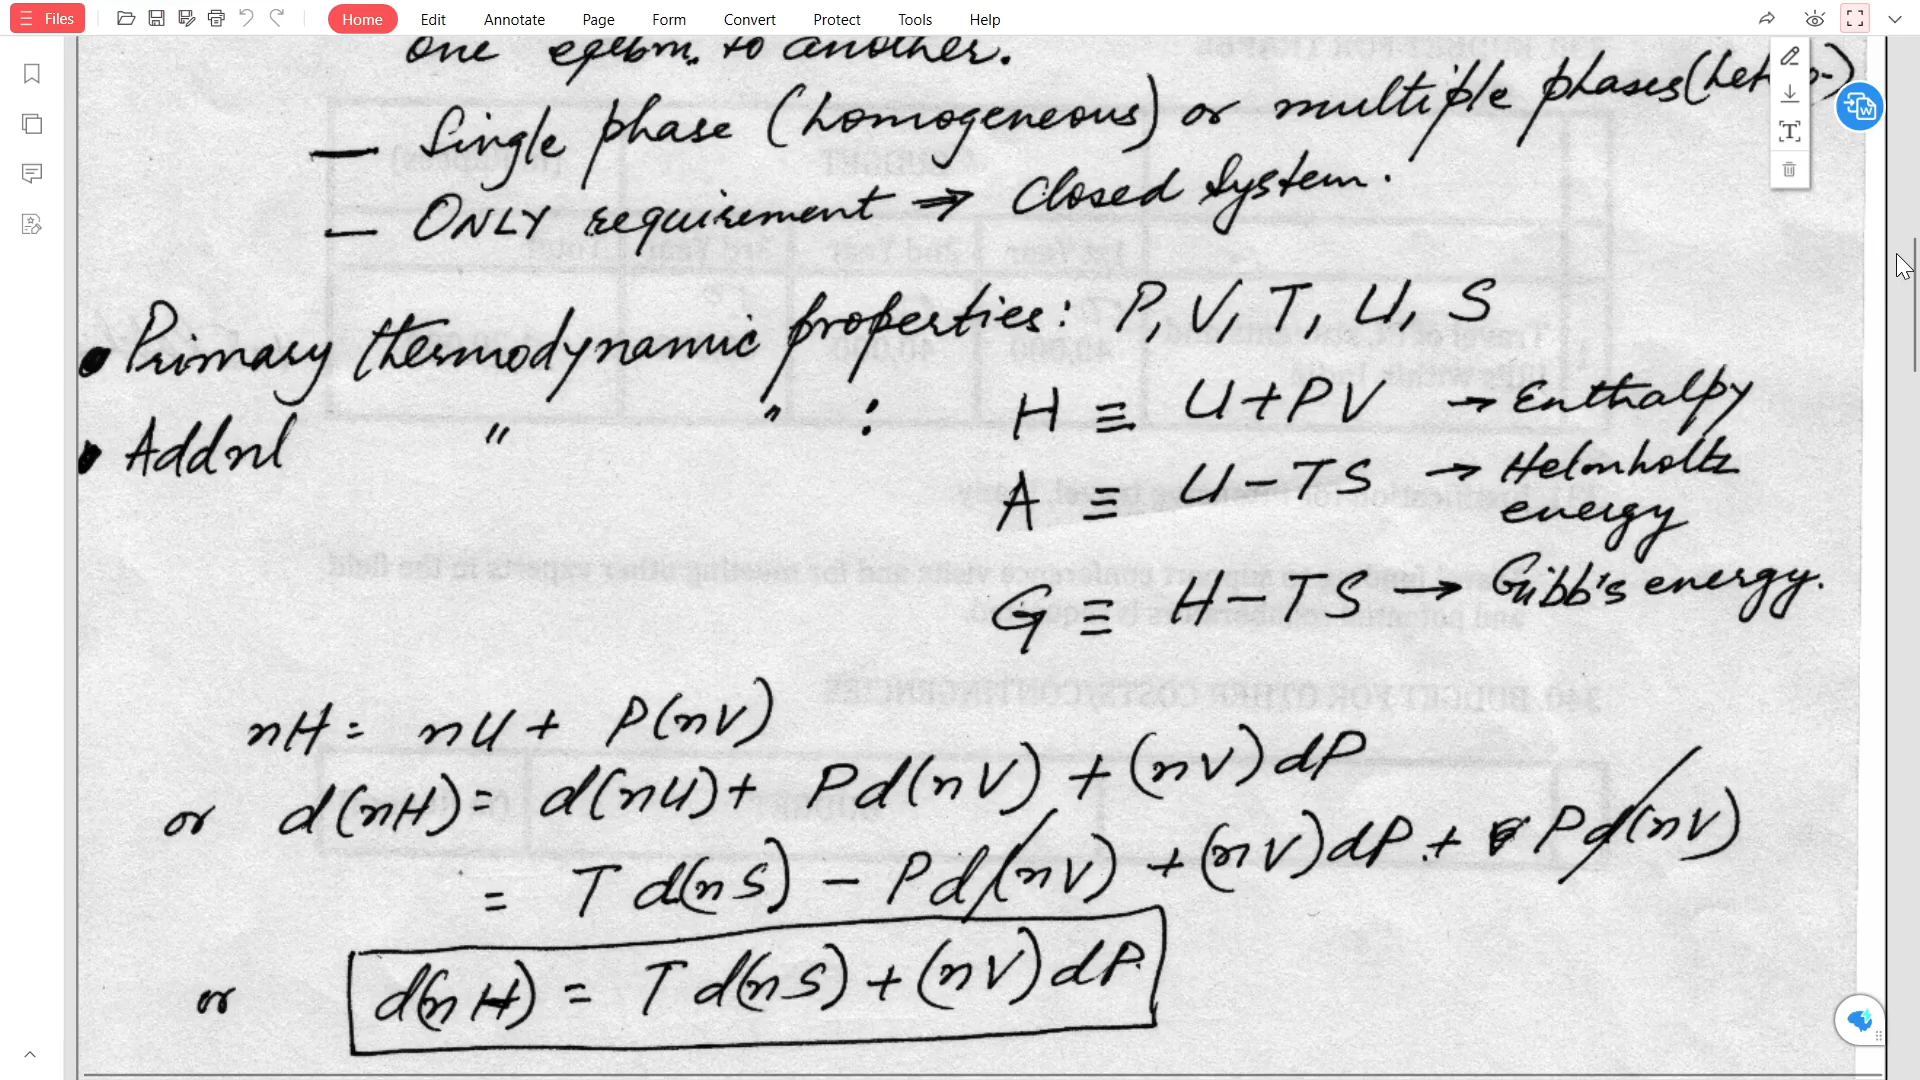 Files Home Edit Annotate Page Form Convert Protect Tools Help
one eqlbm. to another.
— Single phase (homogeneous) or multiple phases
— ONLY requirement ⇒ Closed System.
• Primary thermodynamic properties: P, V, T, U, S
• Addnl " " : H ≡ U+PV → Enthalpy
A ≡ U-TS → Helmholtz
energy
G ≡ H-TS → Gibb's energy.
nH = nU + P(nV)
or d(nH) = d(nU) + Pd(nV) + (nV)dP
= Td(nS) - Pd(nV) + (nV)dP + Pd(nV)
or d(nH) = Td(nS) + (nV)dP